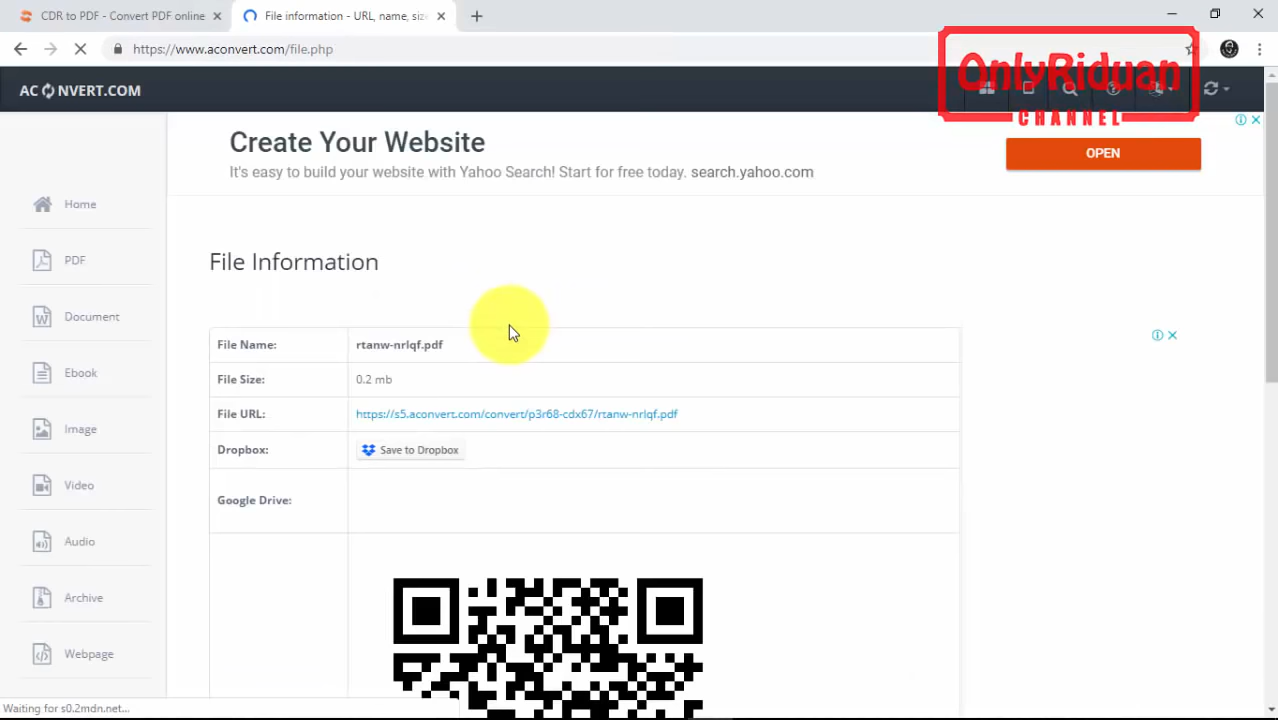 CDR to PDF - Convert PDF online
File information - URL, name, siz
https://www.aconvert.com/file.php
OnlyRiduan
CHANNEL
AC NVERT.COM
Create Your Website
It's easy to build your website with Yahoo Search! Start for free today. search.yahoo.com
OPEN
Home
PDF
Document
Ebook
Image
Video
Audio
Archive
Webpage
File Information
File Name: rtanw-nrlqf.pdf
File Size: 0.2 mb
File URL: https://s5.aconvert.com/convert/p3r68-cdx67/rtanw-nrlqf.pdf
Dropbox: Save to Dropbox
Google Drive:
Waiting for s0.2mdn.net...